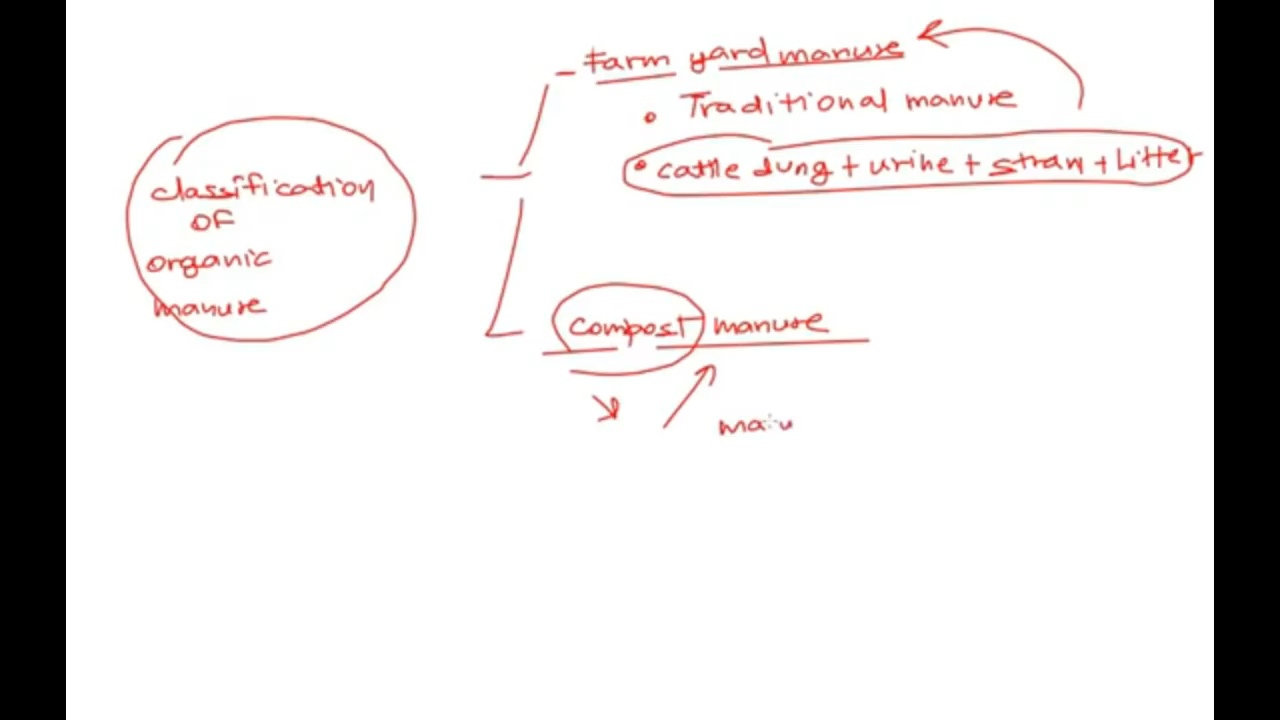 - Farm yard manure
• Traditional manure
• cattle dung + urine + straw + Litter
classification
OF
organic
manure
compost manure